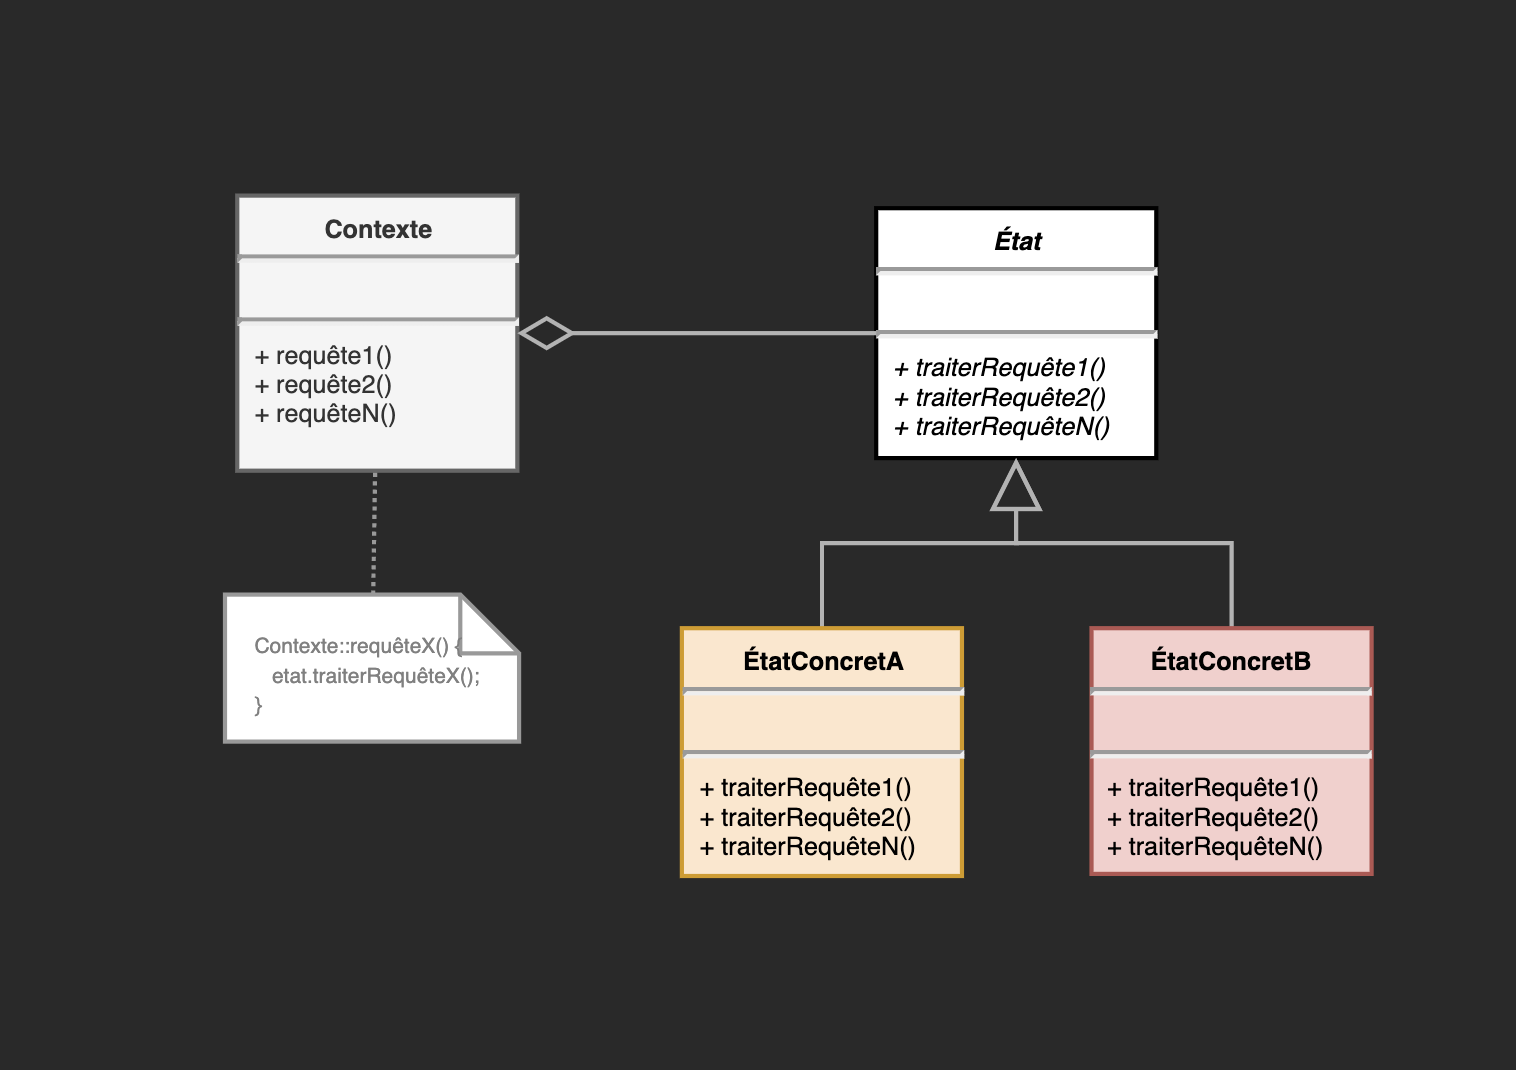 Contexte
+ requête1()
+ requête2()
+ requêteN()
État
+ traiterRequête1()
+ traiterRequête2()
+ traiterRequêteN()
Contexte::requêteX() {
etat.traiterRequêteX();
}
ÉtatConcretA
+ traiterRequête1()
+ traiterRequête2()
+ traiterRequêteN()
ÉtatConcretB
+ traiterRequête1()
+ traiterRequête2()
+ traiterRequêteN()